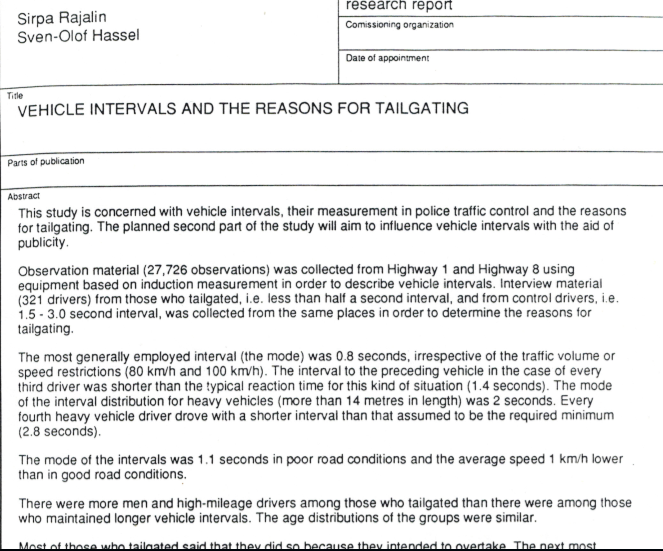 research report
Sirpa Rajalin
Sven-Olof Hassel
Comissioning organization
Date of appointment
Title
VEHICLE INTERVALS AND THE REASONS FOR TAILGATING
Parts of publication
Abstract
This study is concerned with vehicle intervals, their measurement in police traffic control and the reasons
for tailgating. The planned second part of the study will aim to influence vehicle intervals with the aid of
publicity.
Observation material (27,726 observations) was collected from Highway 1 and Highway 8 using
equipment based on induction measurement in order to describe vehicle intervals. Interview material
(321 drivers) from those who tailgated, i.e. less than half a second interval, and from control drivers, i.e.
1.5 - 3.0 second interval, was collected from the same places in order to determine the reasons for
tailgating.
The most generally employed interval (the mode) was 0.8 seconds, irrespective of the traffic volume or
speed restrictions (80 km/h and 100 km/h). The interval to the preceding vehicle in the case of every
third driver was shorter than the typical reaction time for this kind of situation (1.4 seconds). The mode
of the interval distribution for heavy vehicles (more than 14 metres in length) was 2 seconds. Every
fourth heavy vehicle driver drove with a shorter interval than that assumed to be the required minimum
(2.8 seconds).
The mode of the intervals was 1.1 seconds in poor road conditions and the average speed 1 km/h lower
than in good road conditions.
There were more men and high-mileage drivers among those who tailgated than there were among those
who maintained longer vehicle intervals. The age distributions of the groups were similar.
Most of those who tailgated said that they did so because they intended to overtake. The next most